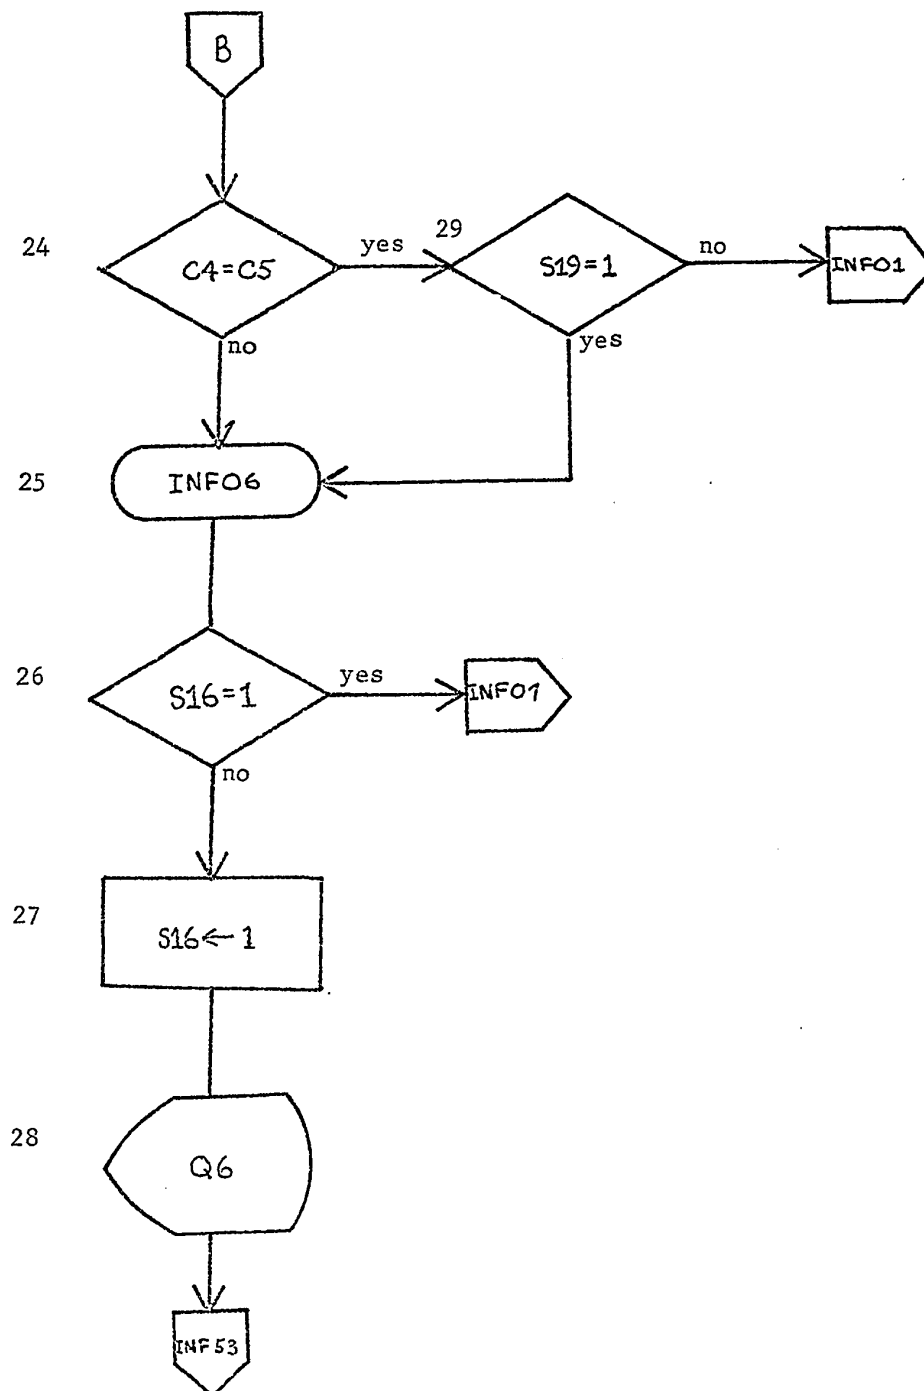 B
24
C4=C5
yes
29
S19=1
no
INFO1
no
yes
25
INFO6
26
S16=1
yes
INFO1
no
27
S16← 1
28
Q6
INF53